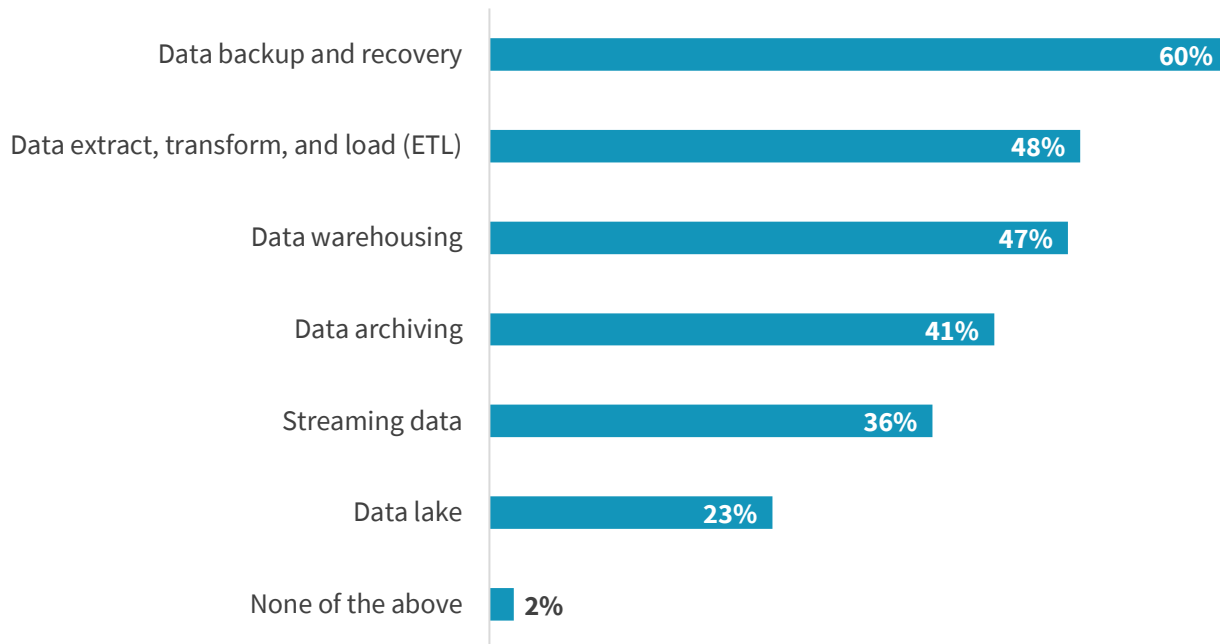 Data backup and recovery 60%
Data extract, transform, and load (ETL) 48%
Data warehousing 47%
Data archiving 41%
Streaming data 36%
Data lake 23%
None of the above 2%